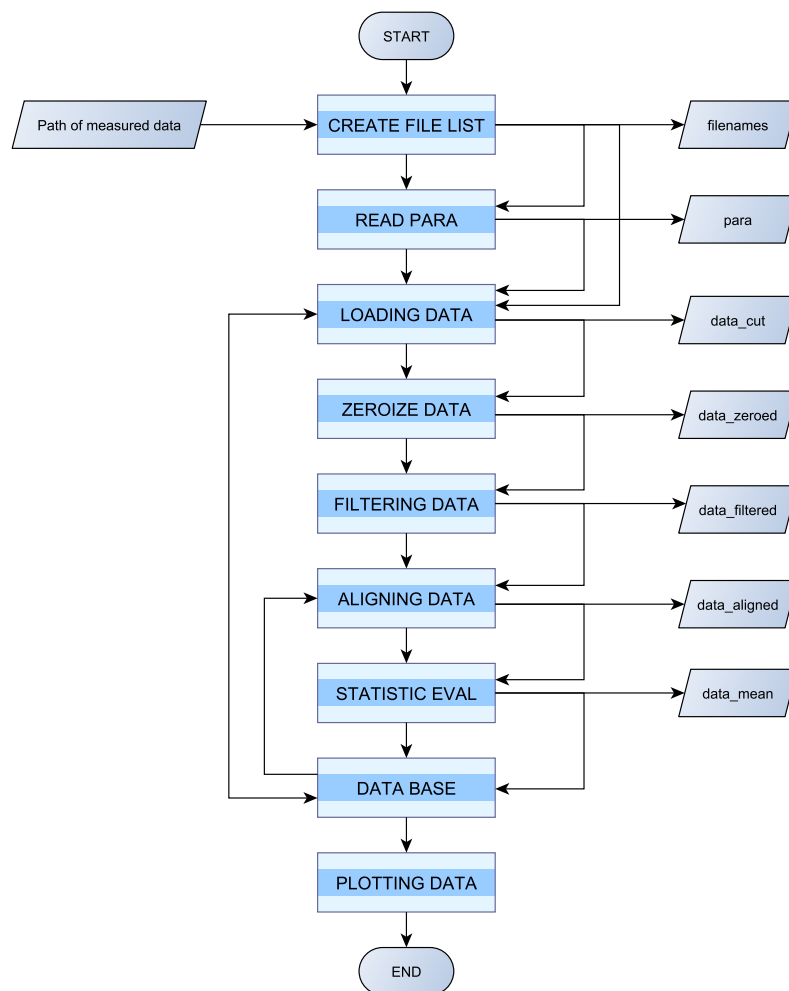 START
Path of measured data
CREATE FILE LIST
filenames
READ PARA
para
LOADING DATA
data_cut
ZEROIZE DATA
data_zeroed
FILTERING DATA
data_filtered
ALIGNING DATA
data_aligned
STATISTIC EVAL
data_mean
DATA BASE
PLOTTING DATA
END